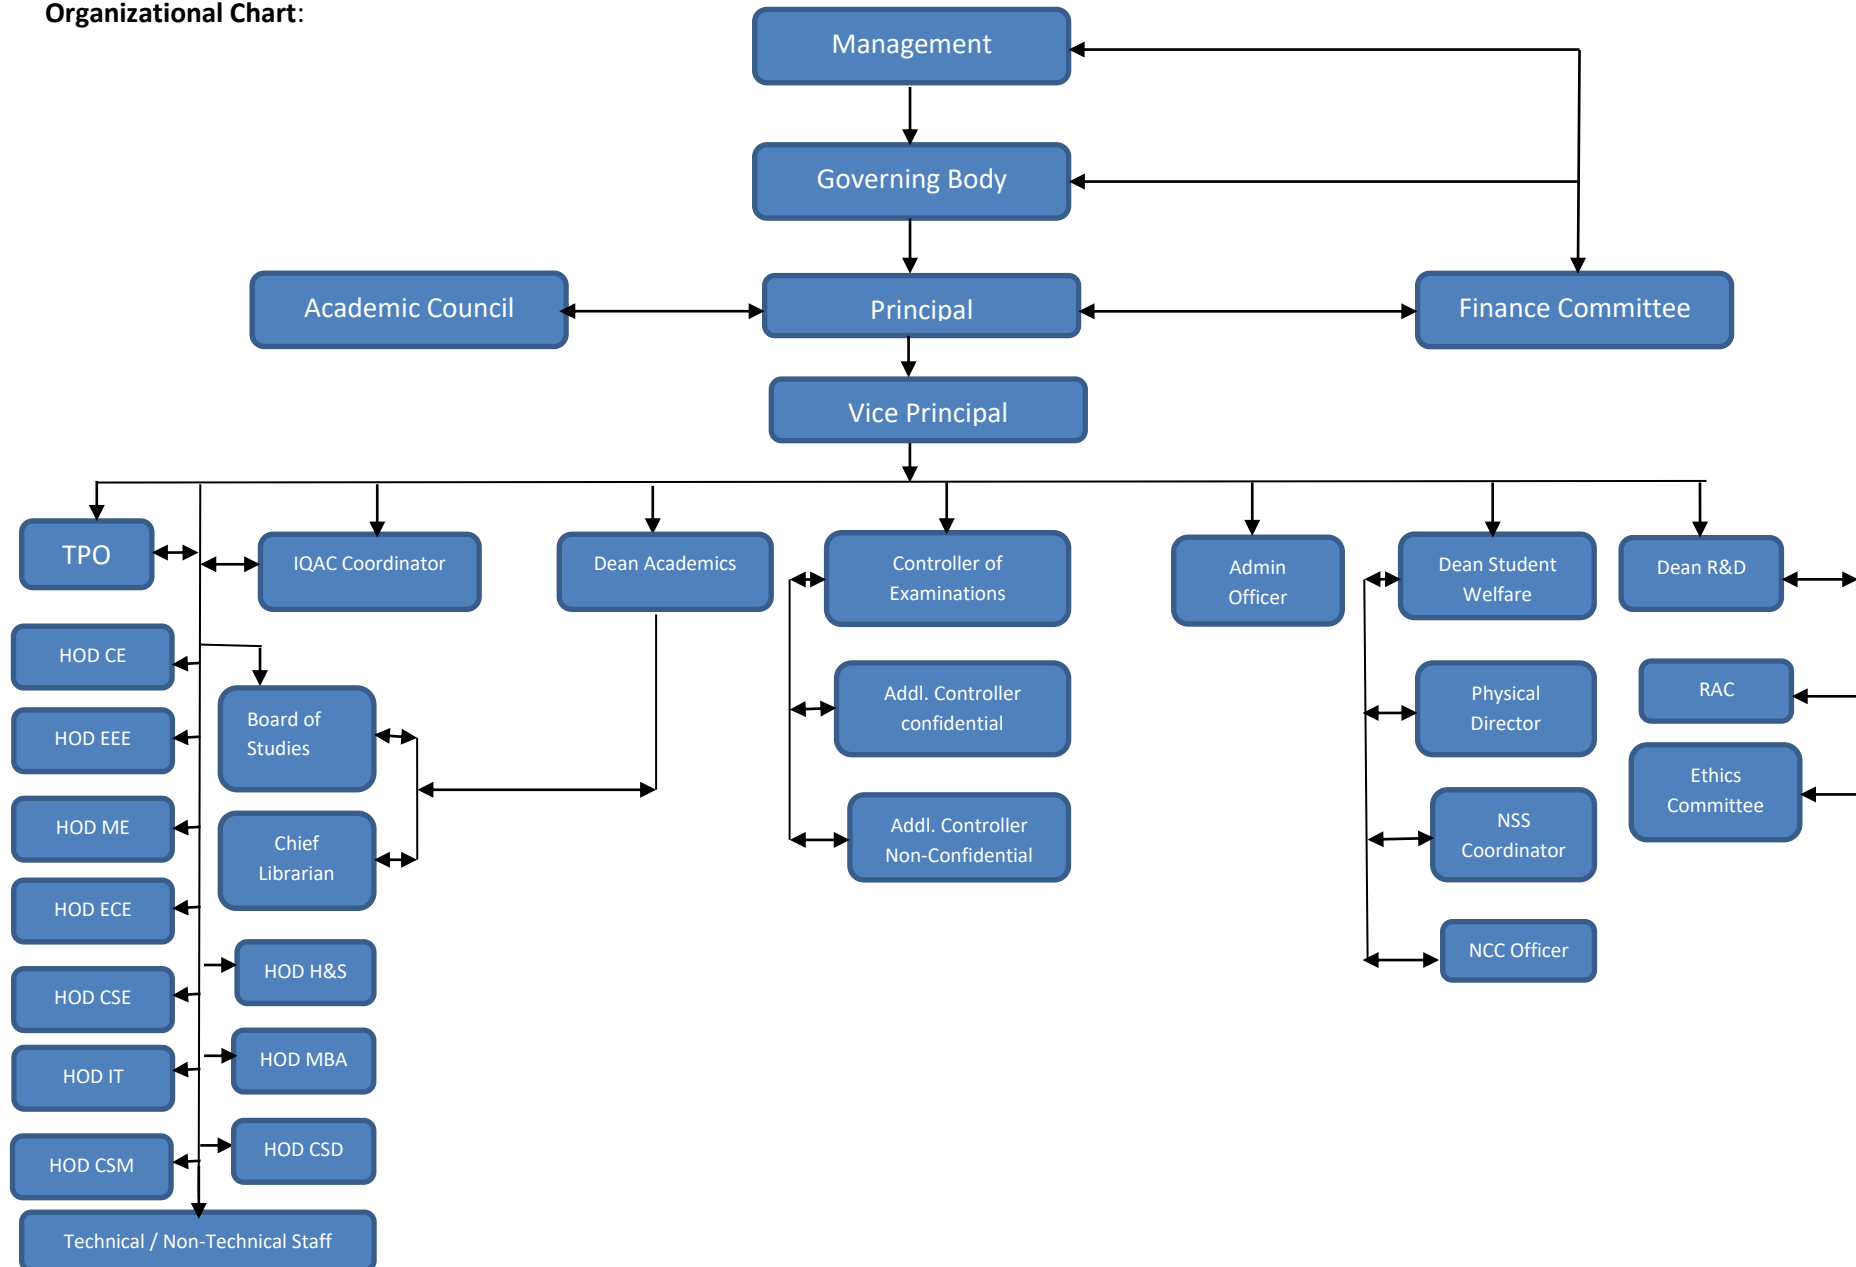 Organizational Chart:
Management
Governing Body
Academic Council
Principal
Finance Committee
Vice Principal
TPO
IQAC Coordinator
Dean Academics
Controller of
Examinations
Admin
Officer
Dean Student
Welfare
Dean R&D
HOD CE
HOD EEE
HOD ME
HOD ECE
HOD CSE
HOD IT
HOD CSM
Board of
Studies
Chief
Librarian
HOD H&S
HOD MBA
HOD CSD
Technical / Non-Technical Staff
Addl. Controller
confidential
Addl. Controller
Non-Confidential
Physical
Director
NSS
Coordinator
NCC Officer
RAC
Ethics
Committee